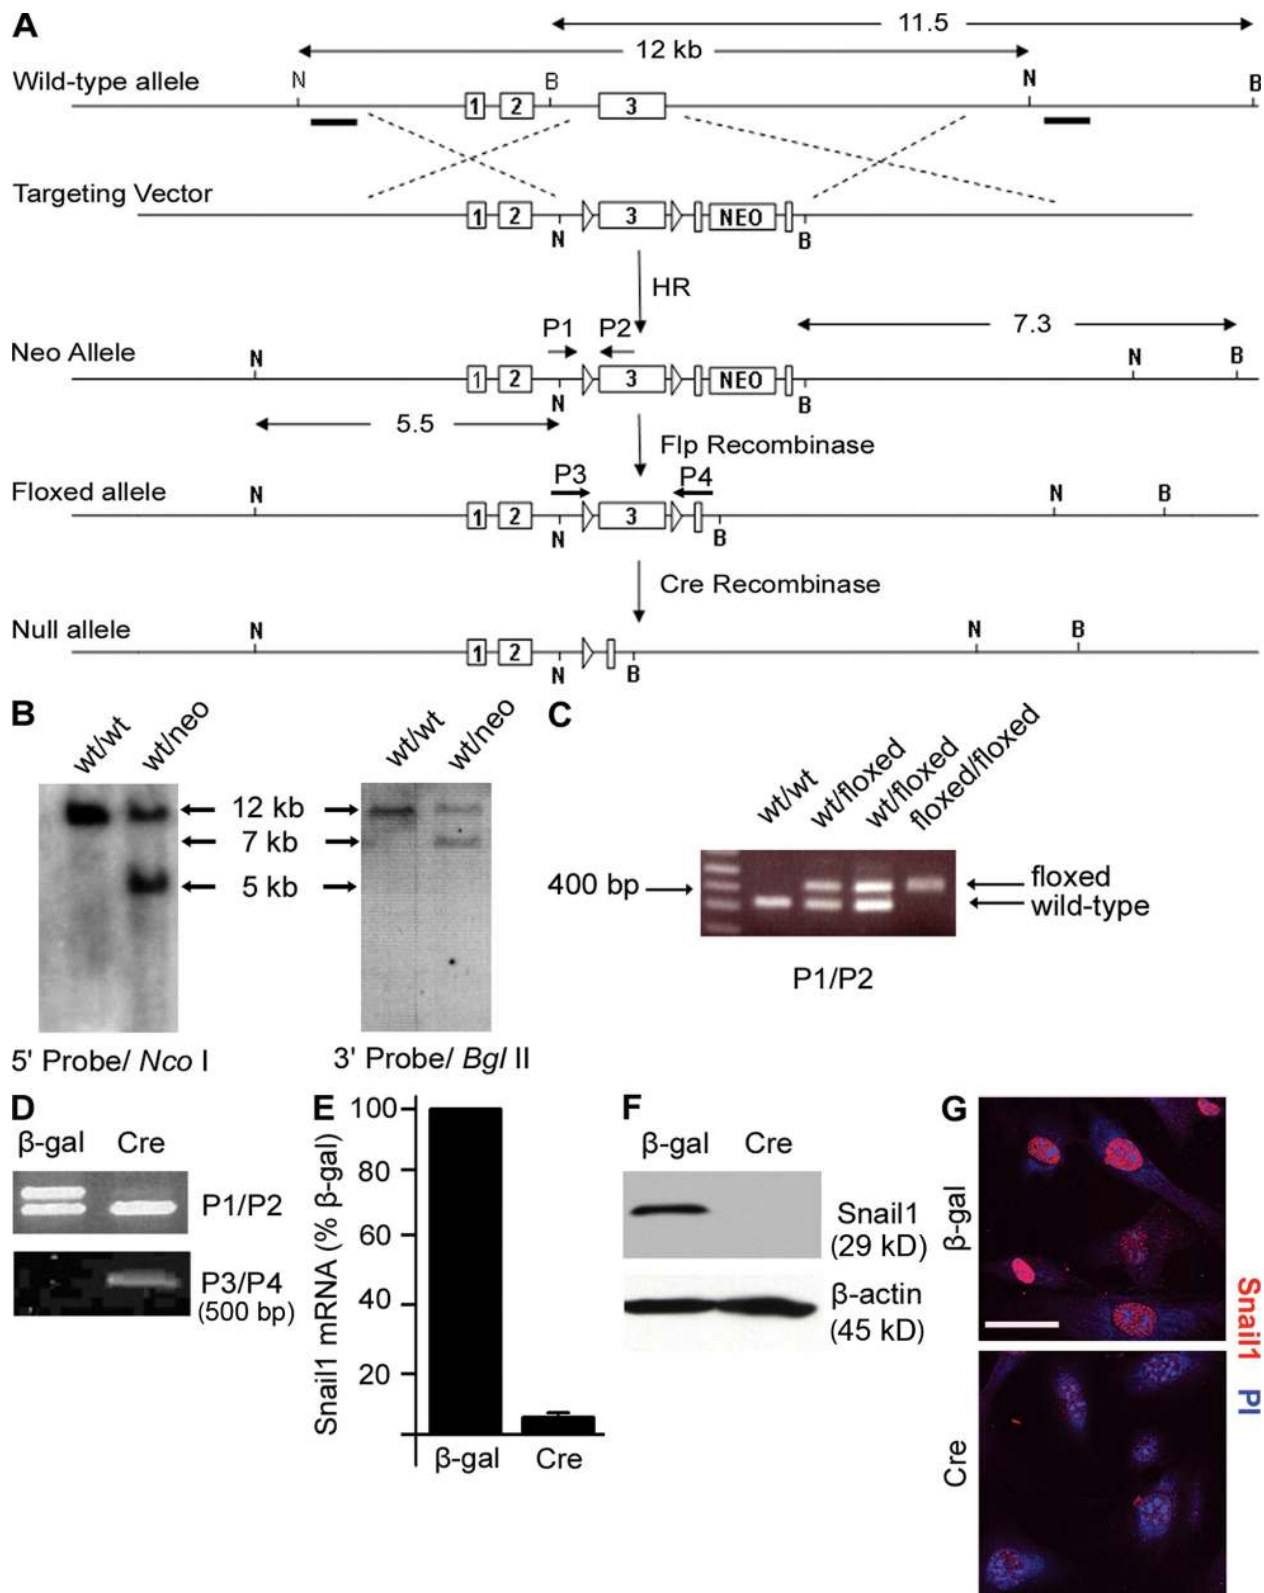 A
11.5
12 kb
Wild-type allele
N
B
N
B
1
2
3
Targeting Vector
1
2
3
NEO
N
B
HR
7.3
P1
P2
Neo Allele
N
N
B
1
2
3
NEO
N
B
5.5
Flp Recombinase
P3
P4
Floxed allele
N
N
B
1
2
3
N
B
Cre Recombinase
Null allele
N
N
B
1
2
N
B
B
wt/wt
wt/neo
wt/wt
wt/neo
12 kb
7 kb
5 kb
5' Probe/ Nco I
3' Probe/ Bgl II
C
wt/wt
wt/floxed
wt/floxed
floxed/floxed
400 bp
floxed
wild-type
P1/P2
D
β-gal
Cre
P1/P2
P3/P4
(500 bp)
E
Snail1 mRNA (% β-gal)
100
80
60
40
20
β-gal
Cre
F
β-gal
Cre
Snail1
(29 kD)
β-actin
(45 kD)
G
β-gal
Cre
Snail1 PI